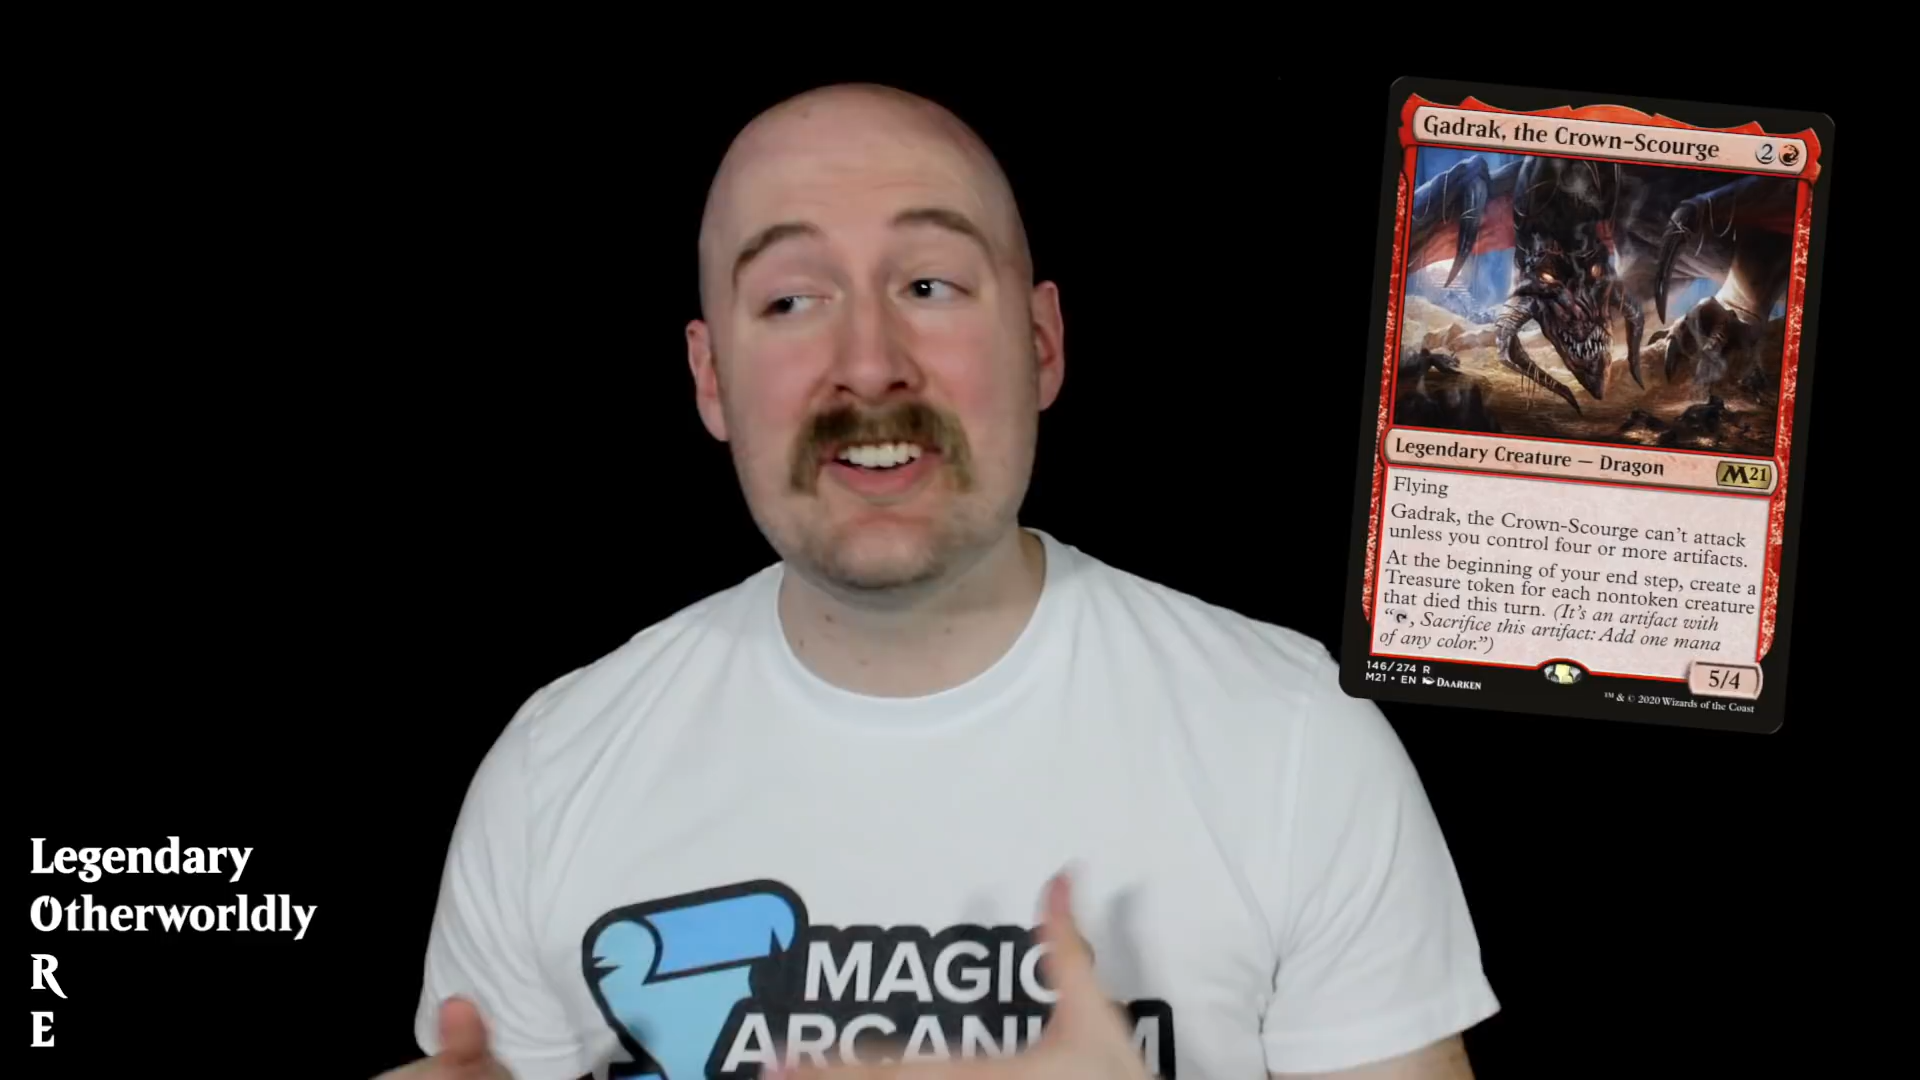 Gadrak, the Crown-Scourge 2
Legendary Creature — Dragon M21
Flying
Gadrak, the Crown-Scourge can't attack
unless you control four or more artifacts.
At the beginning of your end step, create a
Treasure token for each nontoken creature
that died this turn. (It's an artifact with
“, Sacrifice this artifact: Add one mana
of any color.”)
5/4
146/274 R
M21 • EN DAARKEN
™ & © 2020 Wizards of the Coast
Legendary
Otherworldly
R
E
MAGIC
ARCANUM